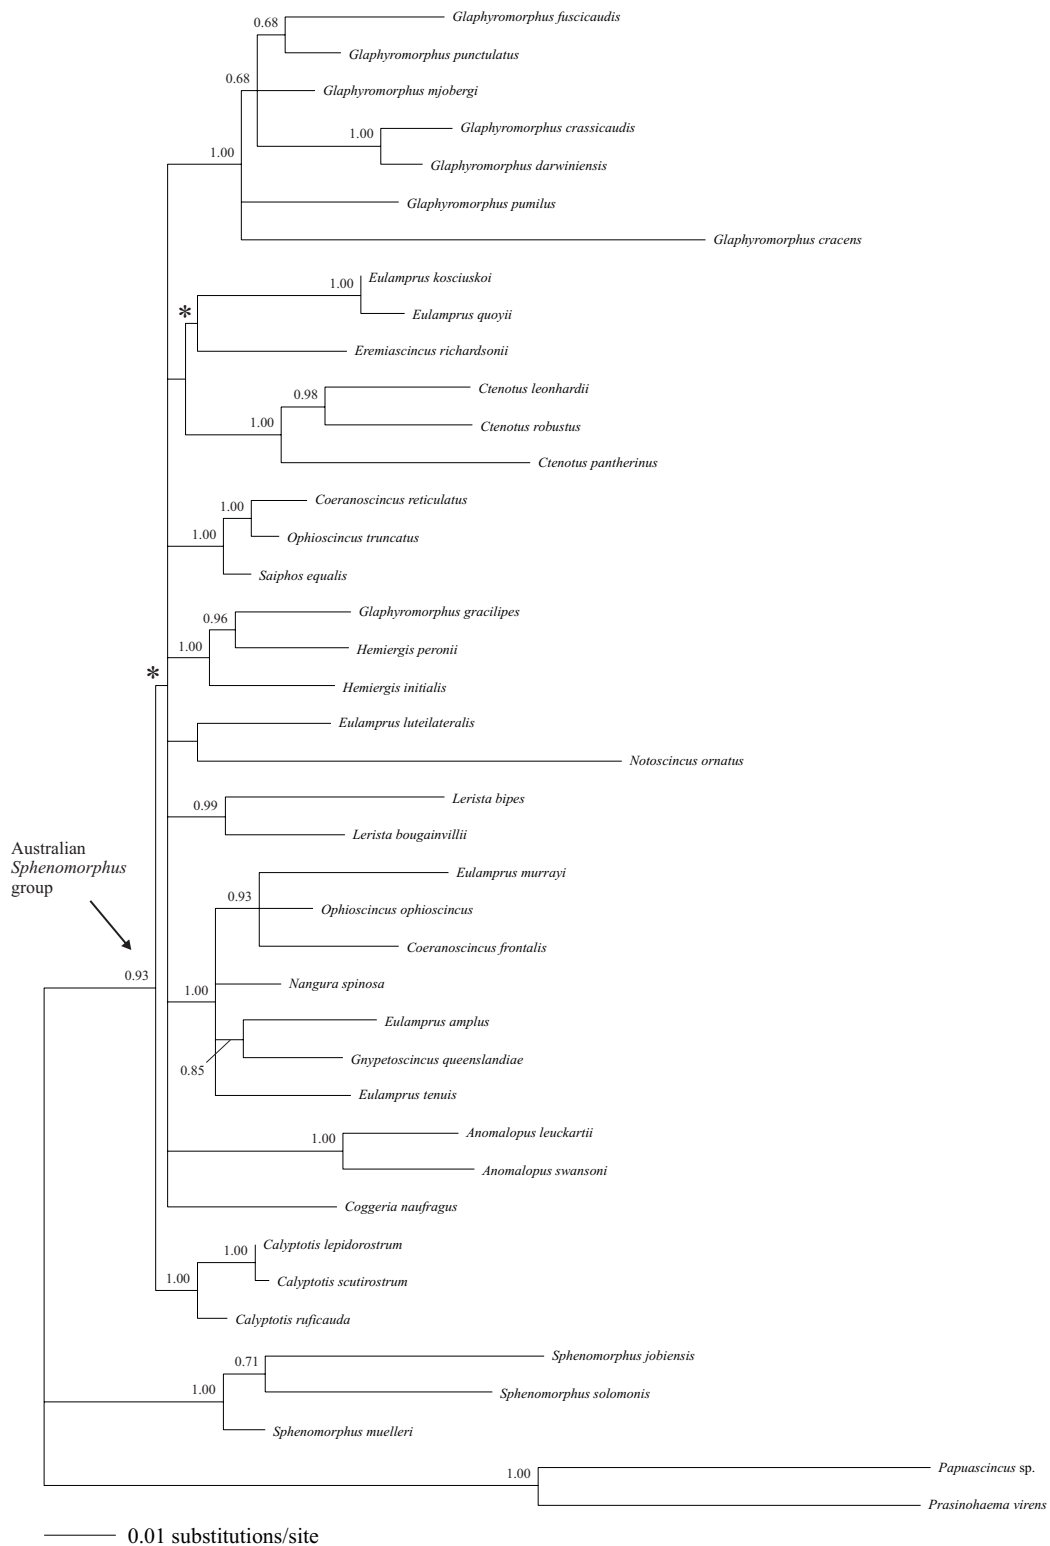 0.68
Glaphyromorphus fuscicaudis
Glaphyromorphus punctulatus
0.68
Glaphyromorphus mjobergi
1.00
Glaphyromorphus crassicaudis
1.00
Glaphyromorphus darwiniensis
Glaphyromorphus pumilus
Glaphyromorphus cracens
1.00
Eulamprus kosciuskoi
*
Eulamprus quoyii
Eremiascincus richardsonii
0.98
Ctenotus leonhardii
1.00
Ctenotus robustus
Ctenotus pantherinus
1.00
Coeranoscincus reticulatus
1.00
Ophioscincus truncatus
Saiphos equalis
0.96
Glaphyromorphus gracilipes
1.00
Hemiergis peronii
*
Hemiergis initialis
Eulamprus luteilateralis
Notoscincus ornatus
0.99
Lerista bipes
Lerista bougainvillii
Australian
Sphenomorphus
group
0.93
Eulamprus murrayi
Ophioscincus ophioscincus
Coeranoscincus frontalis
0.93
1.00
Nangura spinosa
Eulamprus amplus
Gnypetoscincus queenslandiae
0.85
Eulamprus tenuis
1.00
Anomalopus leuckartii
Anomalopus swansoni
Coggeria naufragus
1.00
Calyptotis lepidorostrum
1.00
Calyptotis scutirostrum
Calyptotis ruficauda
0.71
Sphenomorphus jobiensis
1.00
Sphenomorphus solomonis
Sphenomorphus muelleri
1.00
Papuascincus sp.
Prasinohaema virens
0.01 substitutions/site